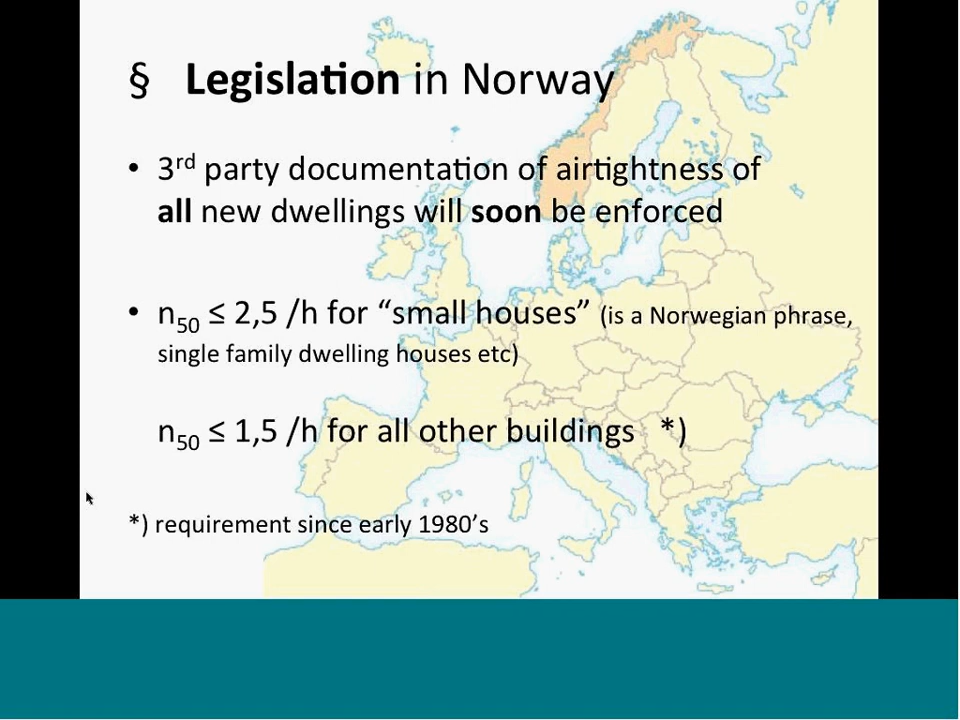 § Legislation in Norway
• 3rd party documentation of airtightness of
all new dwellings will soon be enforced
• n50 ≤ 2,5 /h for “small houses” (is a Norwegian phrase,
single family dwelling houses etc)
n50 ≤ 1,5 /h for all other buildings *)
*) requirement since early 1980’s